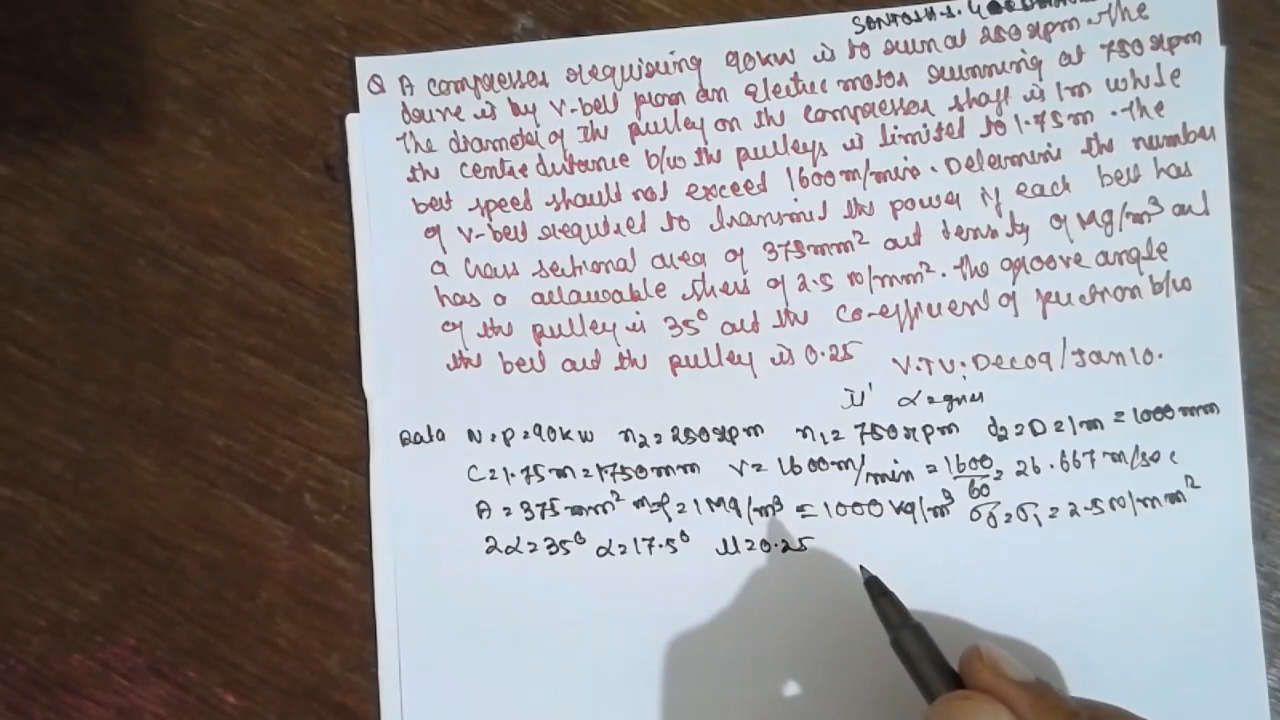 SANTOSH.S.
Q A compressor requiring 90kW is to run at 250 rpm. The
drive is by V-belt from an electric motor running at 750 rpm
The diameter of the pulley on the compressor shaft is 1m while
the centre distance b/w the pulleys is limited to 1.75m. The
belt speed should not exceed 1600m/min. Determine the number
of V-belt required to transmit the power if each belt has
a cross sectional area of 375mm² and density of 1Mg/m³ and
has a allowable stress of 2.5 N/mm². The groove angle
of the pulley is 35° and the co-efficient of friction b/w
the belt and the pulley is 0.25 V.T.U: Dec09/Jan10.
μ' α = given
Data N=P=90kW n₂=250rpm n₁=750rpm d₂=D=1m=1000mm
C=1.75m=1750mm V=1600m/min=1600/60=26.667m/sec
A=375mm² ρ=1Mg/m³=1000kg/m³ =σ₁=2.5N/mm²
2α=35° α=17.5° μ=0.25